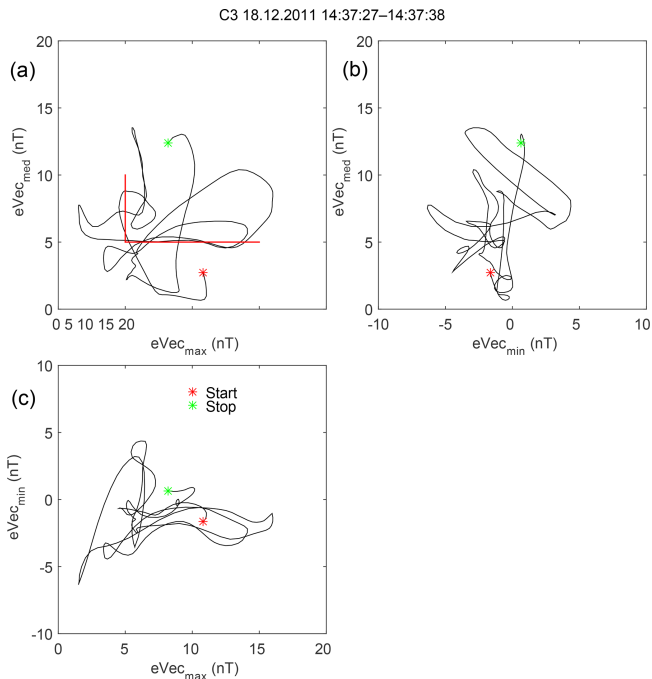 C3 18.12.2011 14:37:27–14:37:38
(a)
20
15
10
5
0
eVec_med (nT)
0 5 10 15 20
eVec_max (nT)
(b)
20
15
10
5
0
eVec_med (nT)
-10 -5 0 5 10
eVec_min (nT)
(c)
10
5
0
-5
-10
eVec_min (nT)
0 5 10 15 20
eVec_max (nT)
Start
Stop